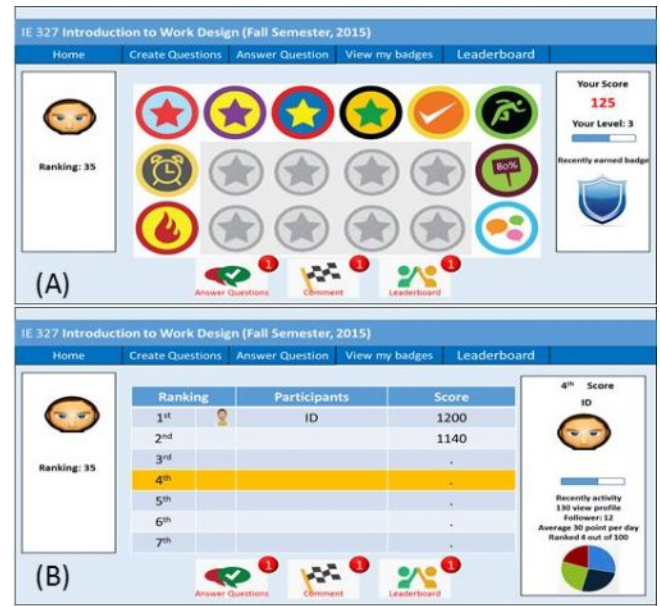 IE 327 Introduction to Work Design (Fall Semester, 2015)
Home Create Questions Answer Question View my badges Leaderboard
Ranking: 35
80%
Your Score
125
Your Level: 3
Recently earned badge
1 1 1
Answer Questions Comment Leaderboard
(A)
IE 327 Introduction to Work Design (Fall Semester, 2015)
Home Create Questions Answer Question View my badges Leaderboard
Ranking: 35
Ranking Participants Score
1st ID 1200
2nd 1140
3rd .
4th .
5th .
6th .
7th .
4th Score
ID
Recently activity
130 view profile
Follower: 12
Average 30 point per day
Ranked 4 out of 100
1 1 1
Answer Questions Comment Leaderboard
(B)